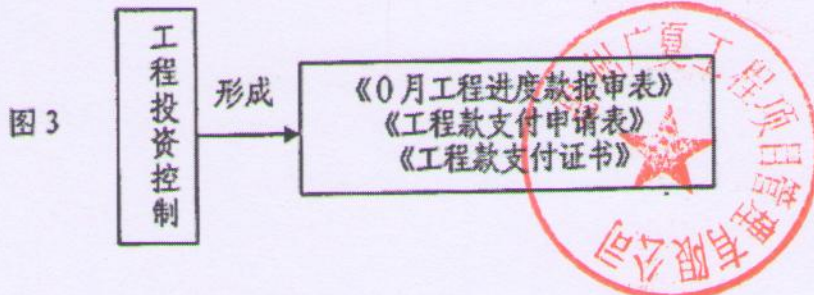 图3
工程投资控制
形成
《0月工程进度款报审表》
《工程款支付申请表》
《工程款支付证书》
州广夏工程项目管理有限公司